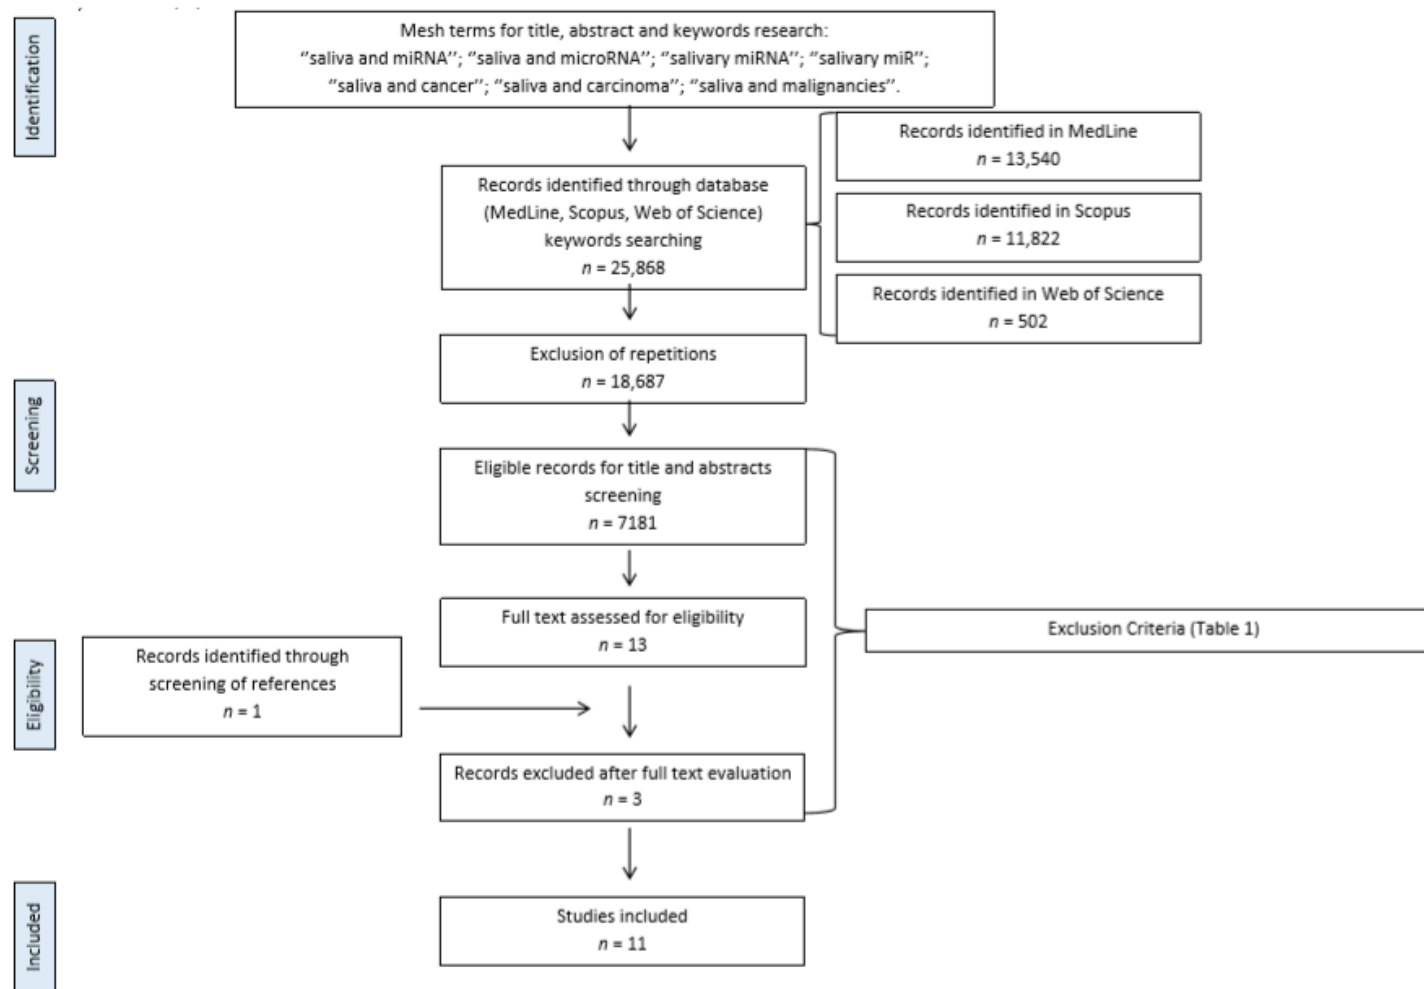 Identification
Mesh terms for title, abstract and keywords research:
‘’saliva and miRNA’’; ‘’saliva and microRNA’’; ‘’salivary miRNA’’; ‘’salivary miR’’;
‘’saliva and cancer’’; ‘’saliva and carcinoma’’; ‘’saliva and malignancies’’.
Records identified through database
(MedLine, Scopus, Web of Science)
keywords searching
n = 25,868
Records identified in MedLine
n = 13,540
Records identified in Scopus
n = 11,822
Records identified in Web of Science
n = 502
Exclusion of repetitions
n = 18,687
Screening
Eligible records for title and abstracts
screening
n = 7181
Full text assessed for eligibility
n = 13
Exclusion Criteria (Table 1)
Eligibility
Records identified through
screening of references
n = 1
Records excluded after full text evaluation
n = 3
Included
Studies included
n = 11